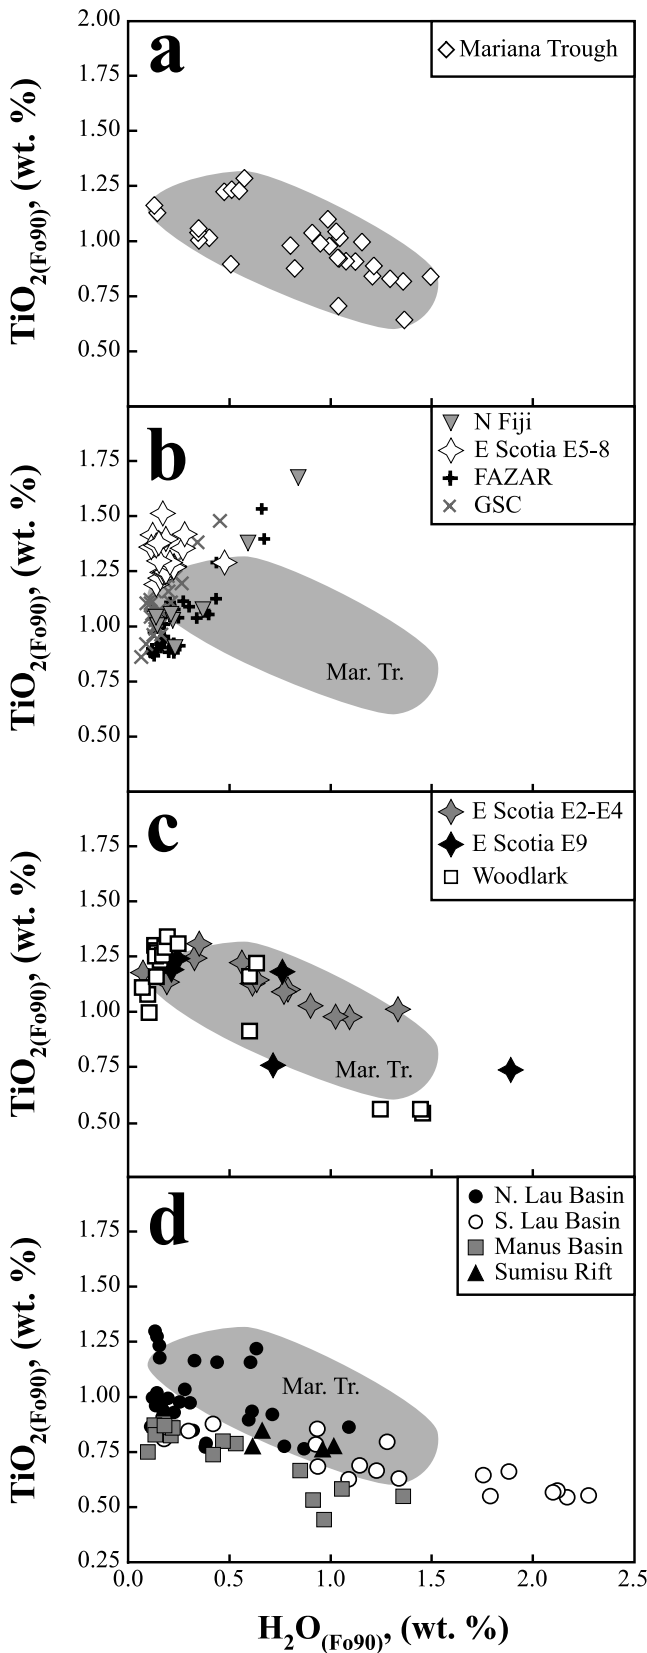 2.00
a
Mariana Trough
1.75
1.50
1.25
1.00
0.75
0.50
TiO2(Fo90), (wt. %)
b
N Fiji
E Scotia E5-8
FAZAR
GSC
1.75
1.50
1.25
1.00
0.75
0.50
TiO2(Fo90), (wt. %)
Mar. Tr.
c
E Scotia E2-E4
E Scotia E9
Woodlark
1.75
1.50
1.25
1.00
0.75
0.50
TiO2(Fo90), (wt. %)
Mar. Tr.
d
N. Lau Basin
S. Lau Basin
Manus Basin
Sumisu Rift
1.75
1.50
1.25
1.00
0.75
0.50
0.25
TiO2(Fo90), (wt. %)
Mar. Tr.
0.0 0.5 1.0 1.5 2.0 2.5
H2O(Fo90), (wt. %)